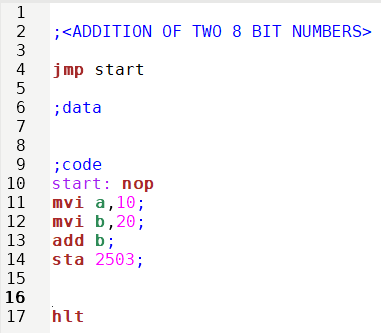 1
2 ;<ADDITION OF TWO 8 BIT NUMBERS>
3
4 jmp start
5
6 ;data
7
8
9 ;code
10 start: nop
11 mvi a,10;
12 mvi b,20;
13 add b;
14 sta 2503;
15
16
17 hlt